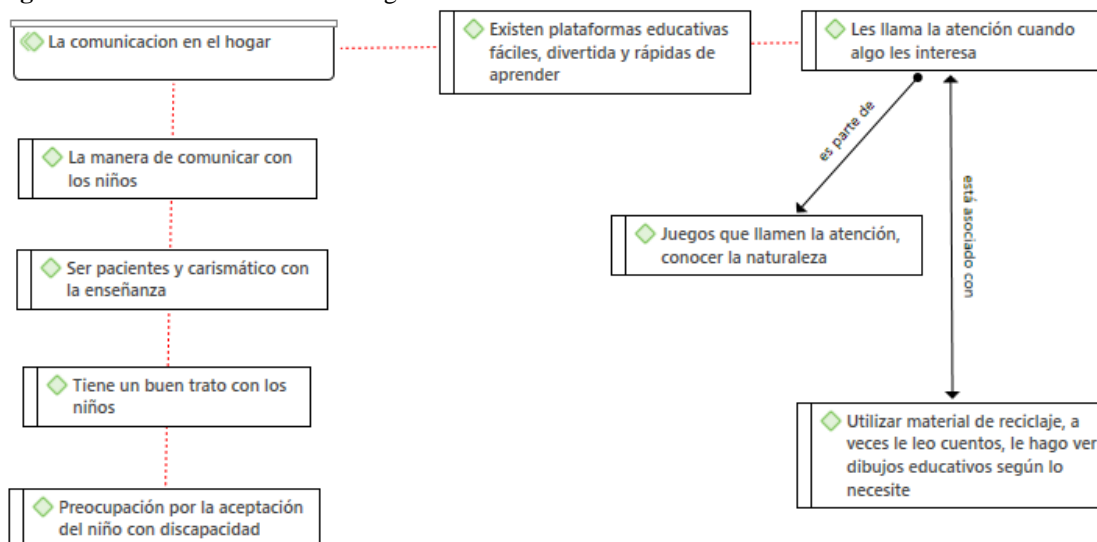 La comunicacion en el hogar
Existen plataformas educativas
fáciles, divertida y rápidas de
aprender
Les llama la atención cuando
algo les interesa
La manera de comunicar con
los niños
es parte de
está asociado con
Juegos que llamen la atención,
conocer la naturaleza
Ser pacientes y carismático con
la enseñanza
Tiene un buen trato con los
niños
Utilizar material de reciclaje, a
veces le leo cuentos, le hago ver
dibujos educativos según lo
necesite
Preocupación por la aceptación
del niño con discapacidad